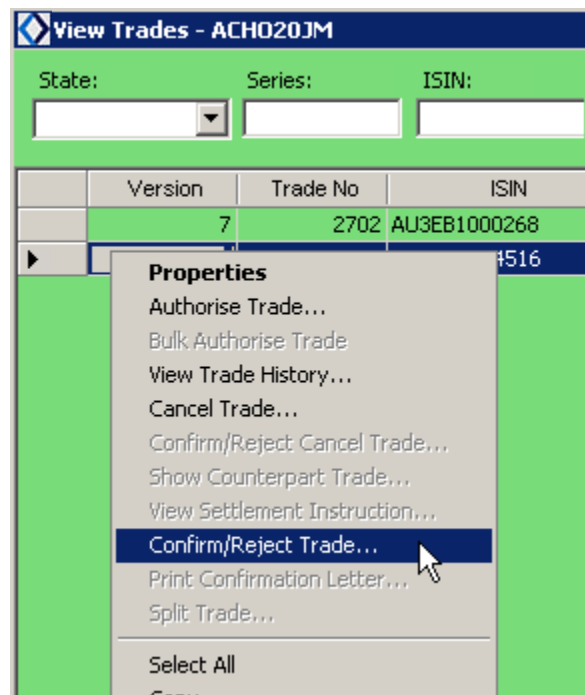 View Trades - ACHO20JM
State: Series: ISIN:
Version Trade No ISIN
7 2702 AU3EB1000268
4516
Properties
Authorise Trade...
Bulk Authorise Trade
View Trade History...
Cancel Trade...
Confirm/Reject Cancel Trade...
Show Counterpart Trade...
View Settlement Instruction...
Confirm/Reject Trade...
Print Confirmation Letter...
Split Trade...
Select All